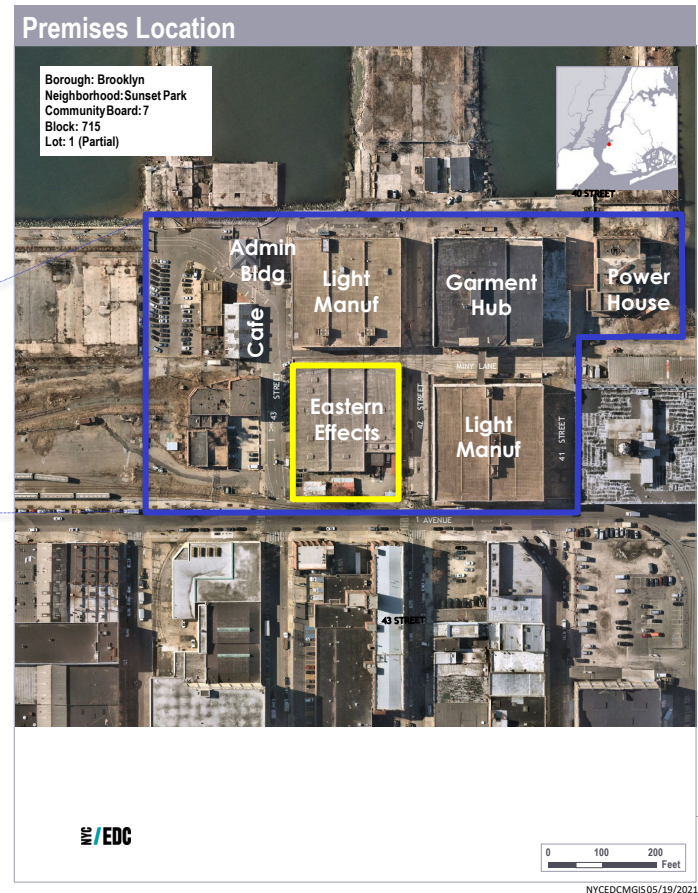 Premises Location
Borough: Brooklyn
Neighborhood: Sunset Park
Community Board: 7
Block: 715
Lot: 1 (Partial)
40 STREET
Admin
Bldg
Light
Manuf
Garment
Hub
Power
House
Cafe
MINY LANE
43 STREET
Eastern
Effects
42 STREET
Light
Manuf
41 STREET
1 AVENUE
43 STREET
NYC/EDC
0 100 200
Feet
NYCEDCMGIS05/19/2021